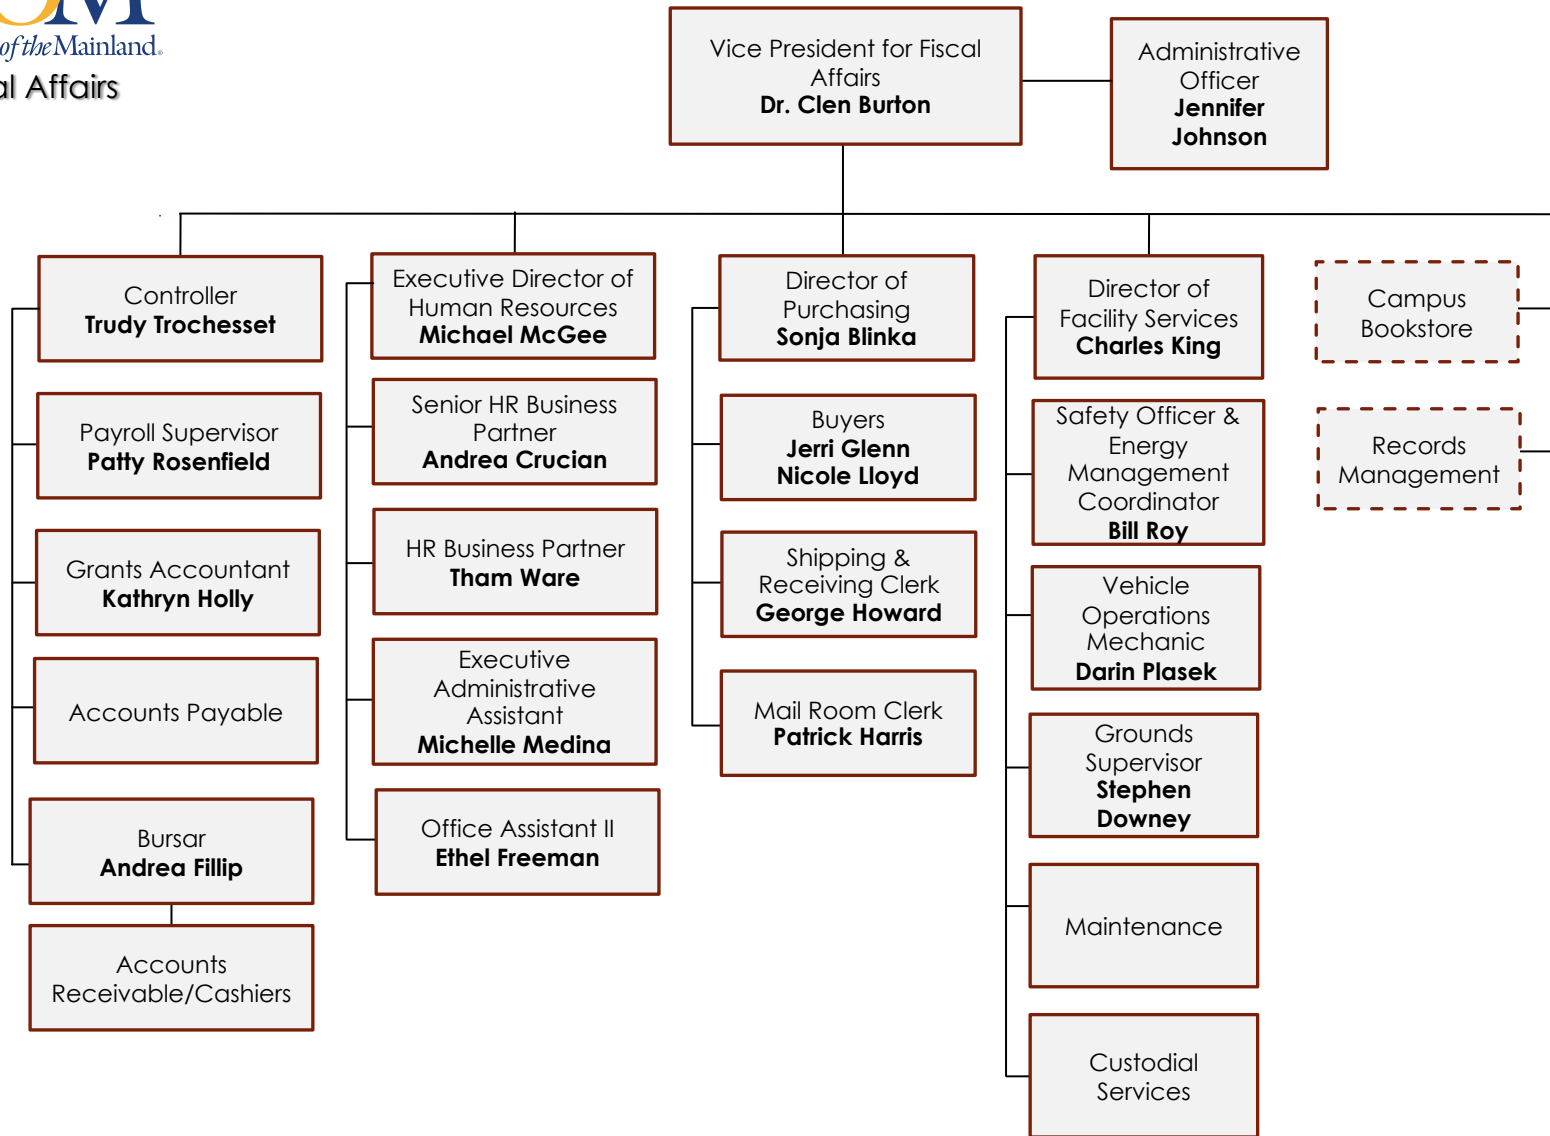 of the Mainland
Affairs
Vice President for Fiscal
Affairs
Dr. Clen Burton
Administrative
Officer
Jennifer
Johnson
Controller
Trudy Trochesset
Payroll Supervisor
Patty Rosenfield
Grants Accountant
Kathryn Holly
Accounts Payable
Bursar
Andrea Fillip
Accounts
Receivable/Cashiers
Executive Director of
Human Resources
Michael McGee
Senior HR Business
Partner
Andrea Crucian
HR Business Partner
Tham Ware
Executive
Administrative
Assistant
Michelle Medina
Office Assistant II
Ethel Freeman
Director of
Purchasing
Sonja Blinka
Buyers
Jerri Glenn
Nicole Lloyd
Shipping &
Receiving Clerk
George Howard
Mail Room Clerk
Patrick Harris
Director of
Facility Services
Charles King
Safety Officer &
Energy
Management
Coordinator
Bill Roy
Vehicle
Operations
Mechanic
Darin Plasek
Grounds
Supervisor
Stephen
Downey
Maintenance
Custodial
Services
Campus
Bookstore
Records
Management